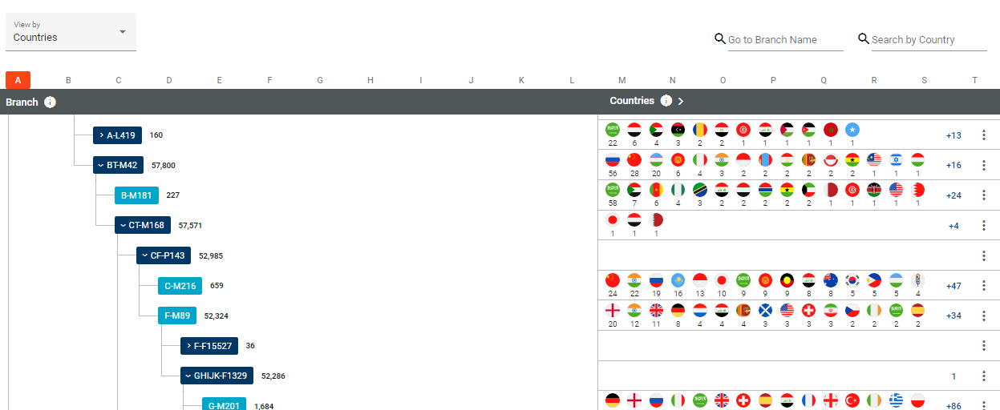 View by
Countries
Go to Branch Name
Search by Country
A B C D E F G H I J K L M N O P Q R S T
Branch i Countries i
A-L419 160
22 6 4 3 2 2 1 1 1 1 1 1 +13
BT-M42 57,800
56 28 20 6 4 3 2 2 2 2 2 2 1 1 1 +16
B-M181 227
58 7 6 4 3 2 2 2 2 2 1 1 1 1 1 +24
CT-M168 57,571
1 1 1 +4
CF-P143 52,985
C-M216 659
24 22 19 16 13 10 9 9 9 8 8 5 5 5 4 +47
F-M89 52,324
20 12 11 8 4 4 4 3 3 3 3 2 2 2 2 +34
F-F15527 36
GHIJK-F1329 52,286
1
G-M201 1,684
+86